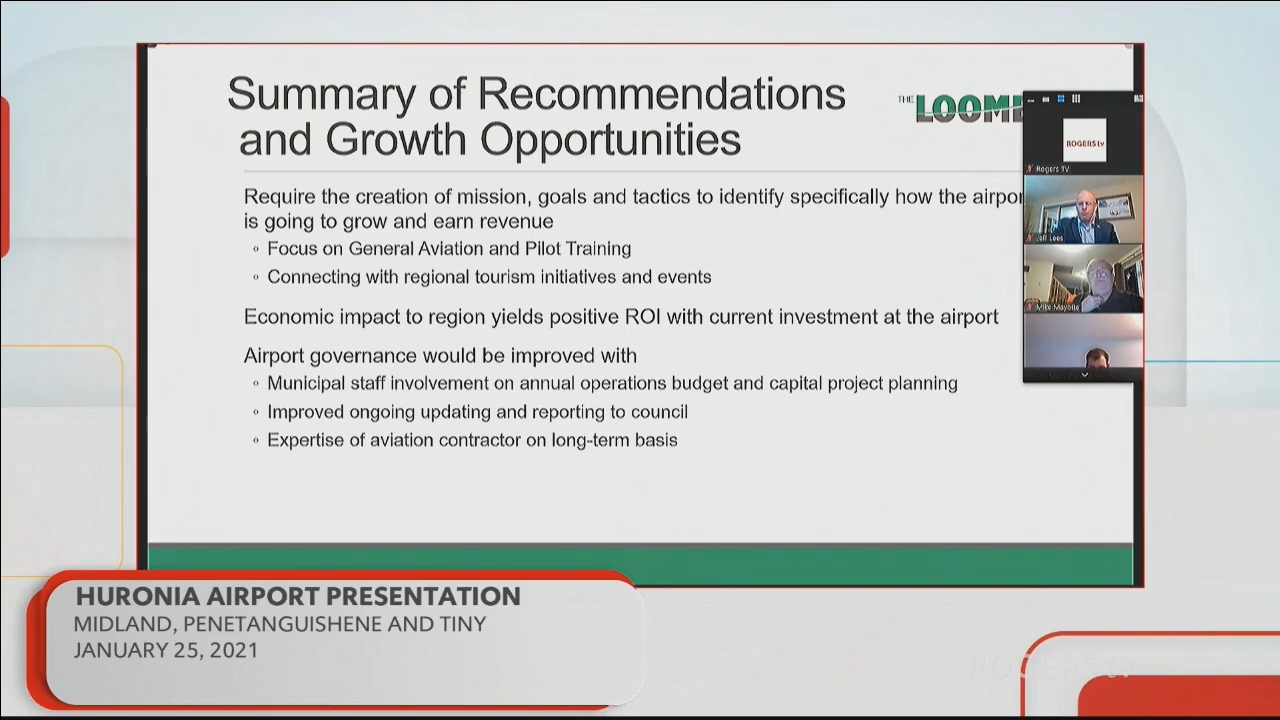 Summary of Recommendations
and Growth Opportunities
THE
Require the creation of mission, goals and tactics to identify specifically how the
is going to grow and earn revenue
◦ Focus on General Aviation and Pilot Training
◦ Connecting with regional tourism initiatives and events
Economic impact to region yields positive ROI with current investment at the airport
Airport governance would be improved with
◦ Municipal staff involvement on annual operations budget and capital project planning
◦ Improved ongoing updating and reporting to council
◦ Expertise of aviation contractor on long-term basis
ROGERS tv
Rogers TV
Jeff Lees
Mike Mayotte
HURONIA AIRPORT PRESENTATION
MIDLAND, PENETANGUISHENE AND TINY
JANUARY 25, 2021
ROGERS tv